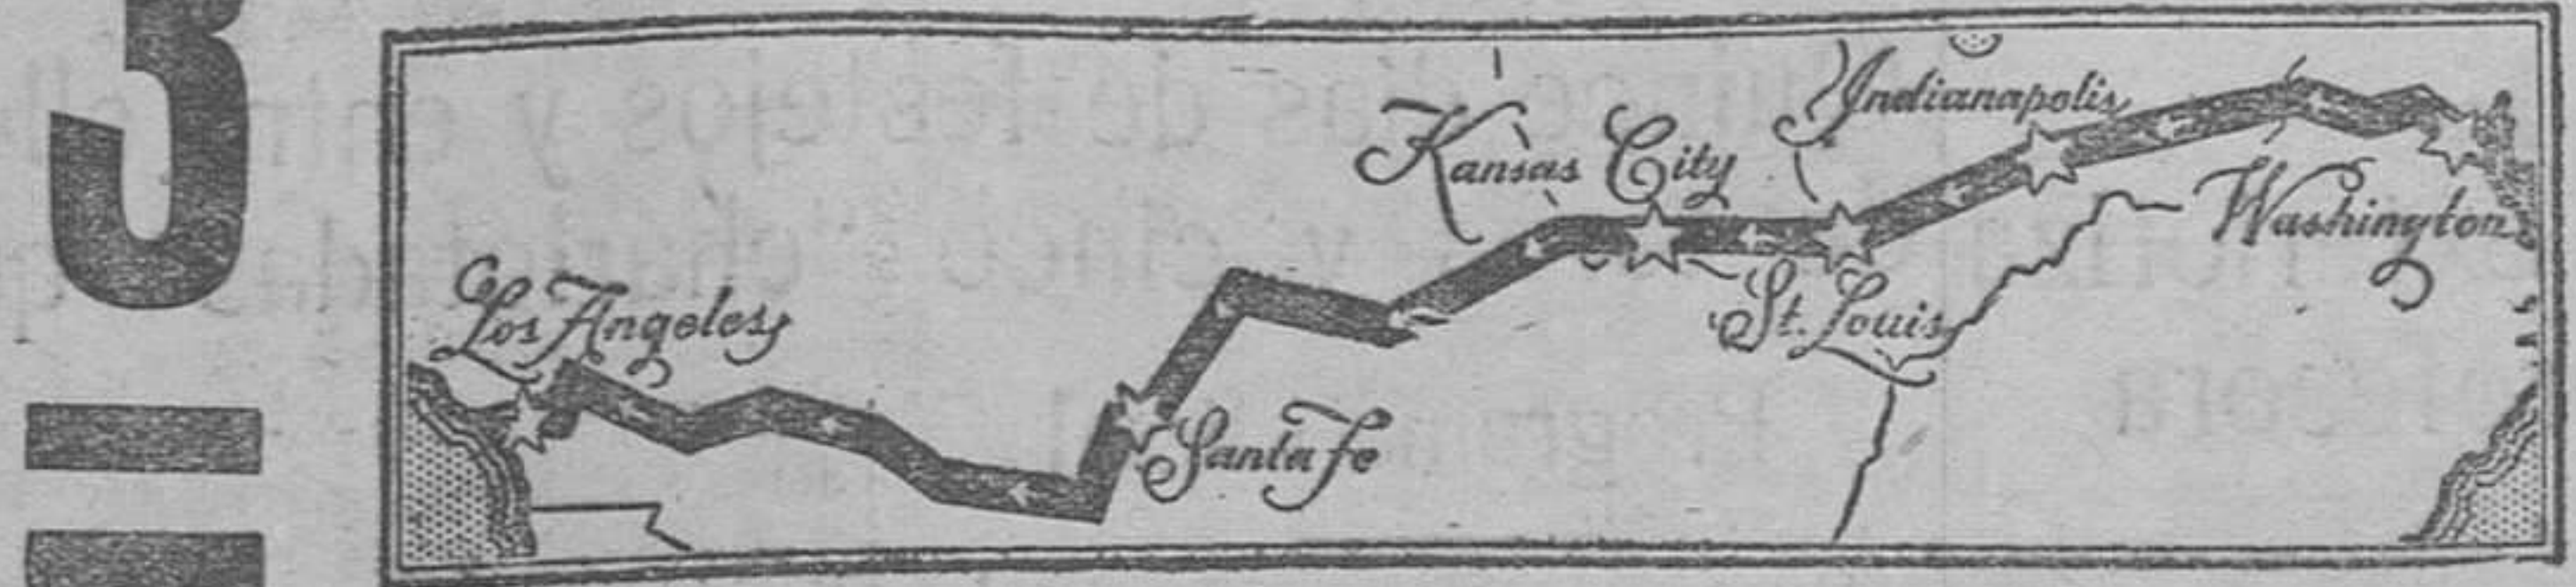 3
Indianapolis
Kansas City
Washington
Los Angeles
St. Louis
Santa Fe